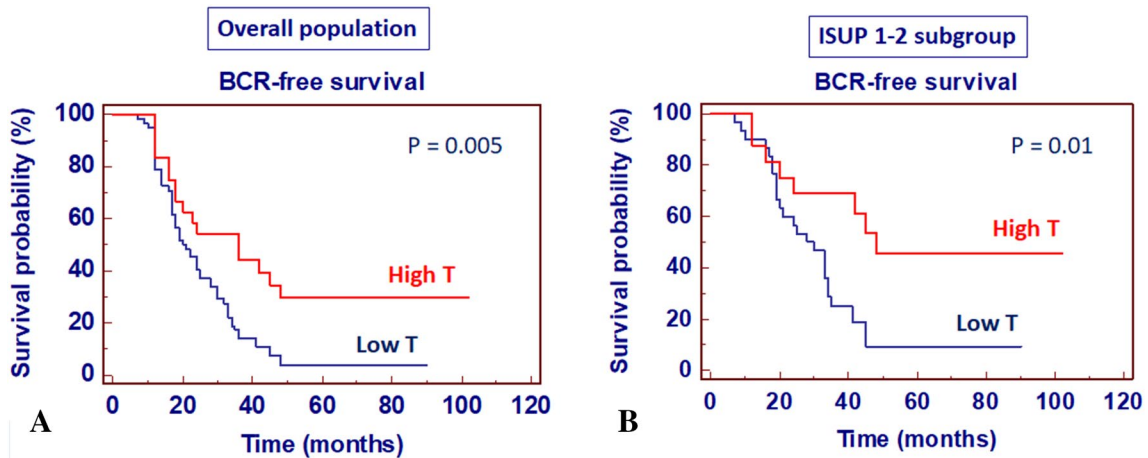 Overall population
BCR-free survival
Survival probability (%)
100
80
60
40
20
0
P = 0.005
High T
Low T
0 20 40 60 80 100 120
Time (months)
A
ISUP 1-2 subgroup
BCR-free survival
Survival probability (%)
100
80
60
40
20
0
P = 0.01
High T
Low T
0 20 40 60 80 100 120
Time (months)
B